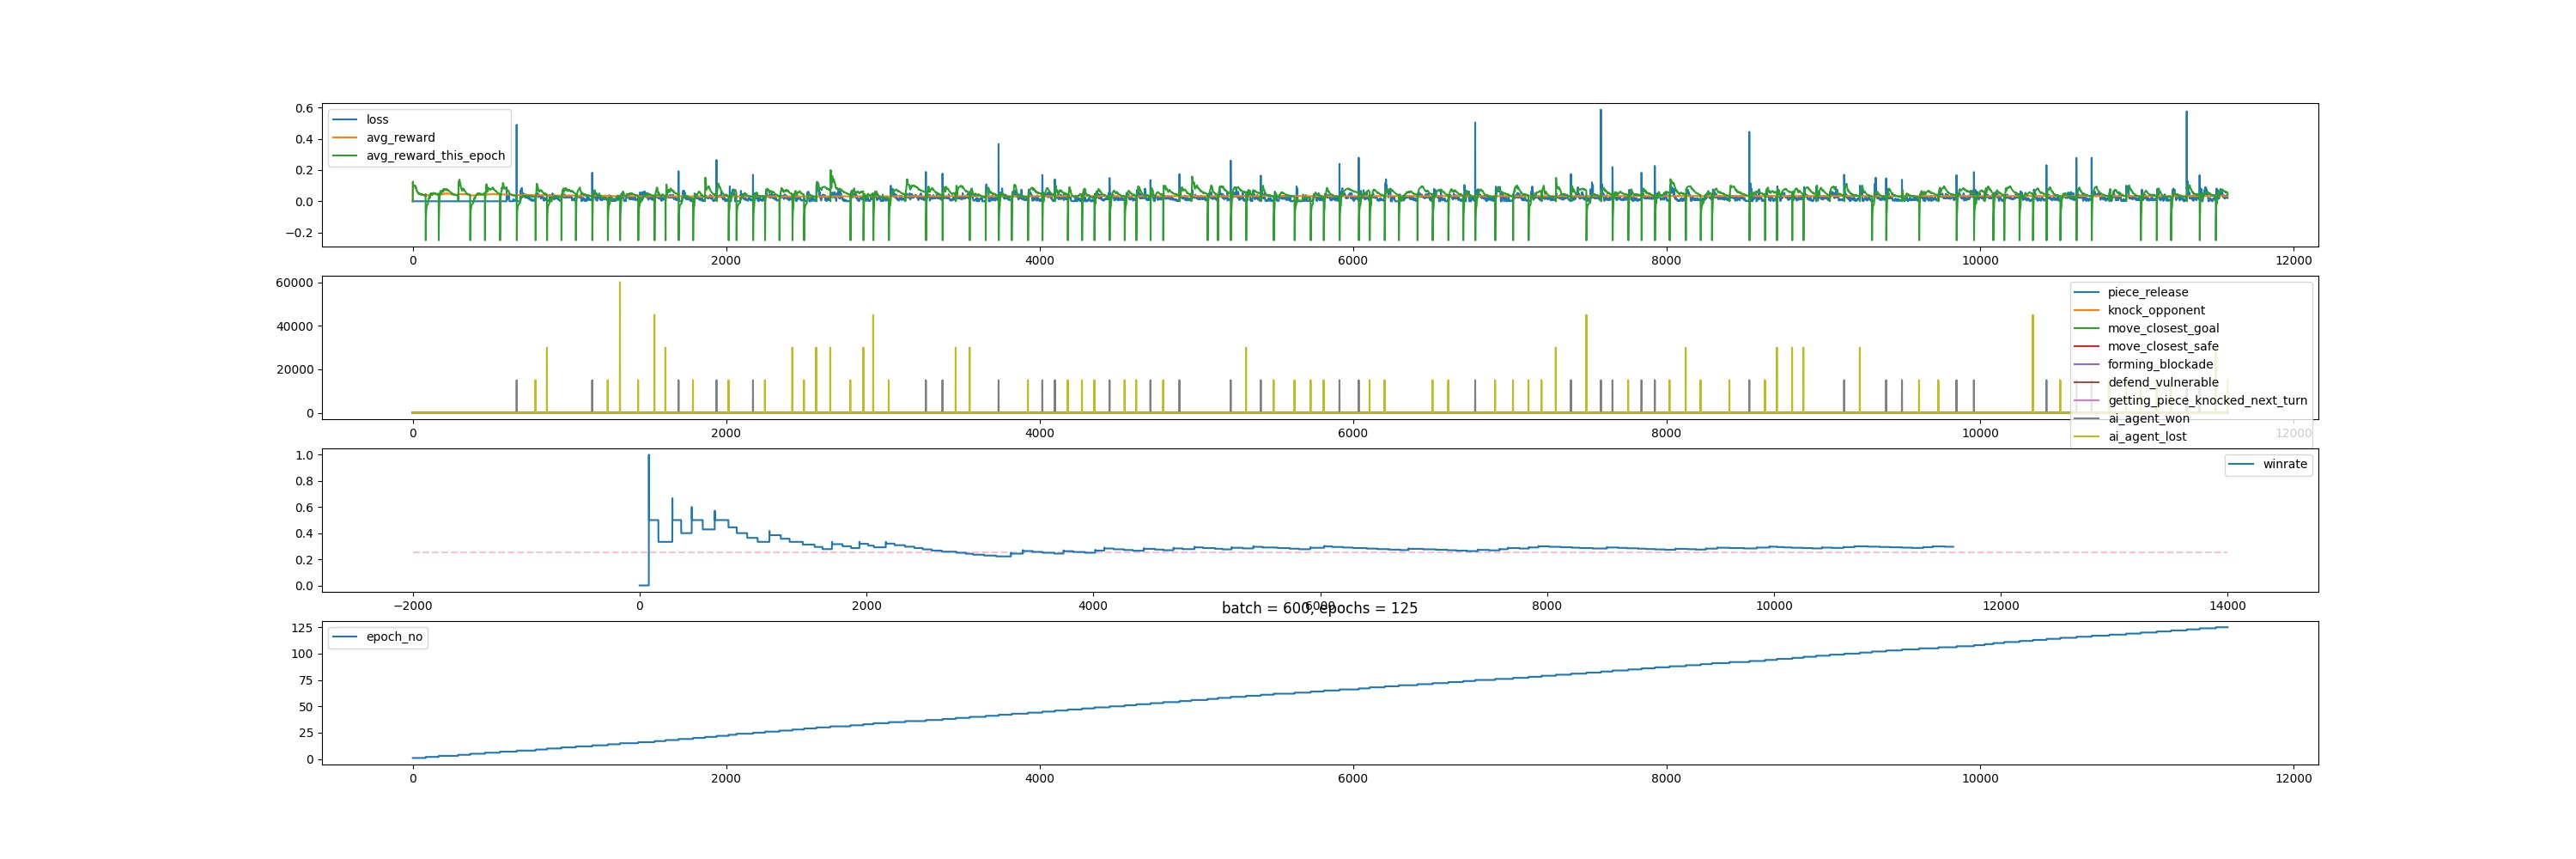 0.6
0.4
0.2
0.0
−0.2
loss
avg_reward
avg_reward_this_epoch
0 2000 4000 6000 8000 10000 12000
60000
40000
20000
0
piece_release
knock_opponent
move_closest_goal
move_closest_safe
forming_blockade
defend_vulnerable
getting_piece_knocked_next_turn
ai_agent_won
ai_agent_lost
0 2000 4000 6000 8000 10000 12000
1.0
0.8
0.6
0.4
0.2
0.0
winrate
−2000 0 2000 4000 6000 8000 10000 12000 14000
batch = 600, epochs = 125
125
100
75
50
25
0
epoch_no
0 2000 4000 6000 8000 10000 12000